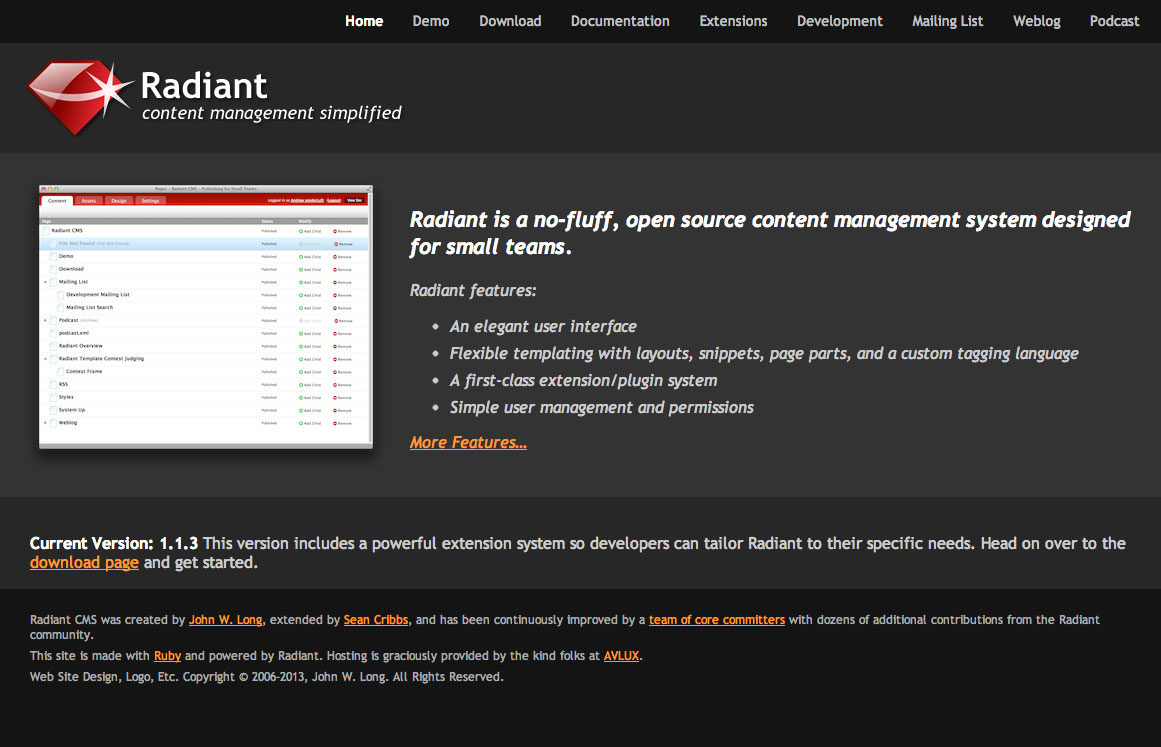 Home Demo Download Documentation Extensions Development Mailing List Weblog Podcast
Radiant
content management simplified
Pages - Radiant CMS - Publishing for Small Teams
Content Assets Design Settings Logged in as Logout View Site
Page Status Modify
Radiant CMS Published Add Child Remove
File Not Found (File Not Found) Published Add Child Remove
Demo Published Add Child Remove
Download Published Add Child Remove
Mailing List Published Add Child Remove
Development Mailing List Published Add Child Remove
Mailing List Search Published Add Child Remove
Podcast (Archive) Published Add Child Remove
podcast.xml Published Add Child Remove
Radiant Overview Published Add Child Remove
Radiant Template Contest Judging Published Add Child Remove
Contest Frame Published Add Child Remove
RSS Published Add Child Remove
Styles Published Add Child Remove
System Up Published Add Child Remove
Weblog Published Add Child Remove
Radiant is a no-fluff, open source content management system designed
for small teams.
Radiant features:
• An elegant user interface
• Flexible templating with layouts, snippets, page parts, and a custom tagging language
• A first-class extension/plugin system
• Simple user management and permissions
More Features...
Current Version: 1.1.3 This version includes a powerful extension system so developers can tailor Radiant to their specific needs. Head on over to the
download page and get started.
Radiant CMS was created by John W. Long, extended by Sean Cribbs, and has been continuously improved by a team of core committers with dozens of additional contributions from the Radiant
community.
This site is made with Ruby and powered by Radiant. Hosting is graciously provided by the kind folks at AVLUX.
Web Site Design, Logo, Etc. Copyright © 2006-2013, John W. Long. All Rights Reserved.